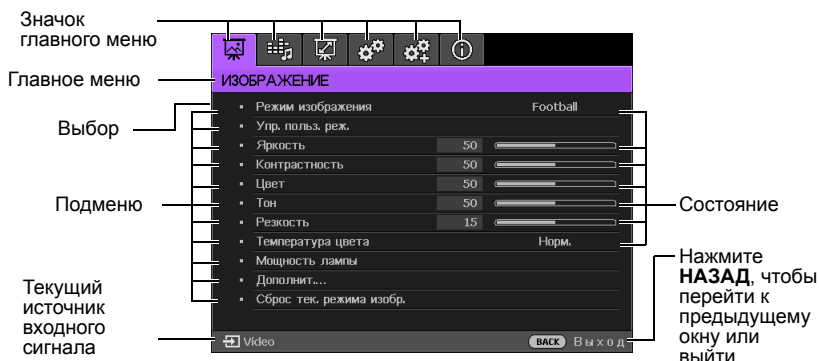 Значок
главного меню
Главное меню
ИЗОБРАЖЕНИЕ
Выбор
Режим изображения Football
Упр. польз. реж.
Яркость 50
Контрастность 50
Цвет 50
Подменю
Тон 50
Состояние
Резкость 15
Температура цвета Норм.
Мощность лампы
Дополнит....
Сброс тек. режима изобр.
Текущий
источник
входного
сигнала
Video
BACK Выход
Нажмите
НАЗАД, чтобы
перейти к
предыдущему
окну или
выйти